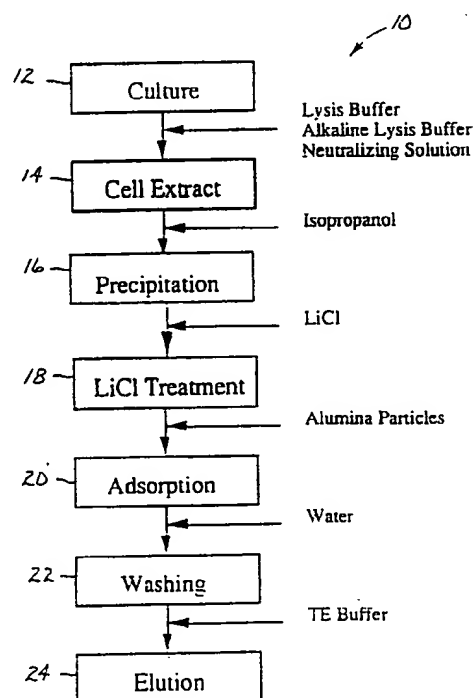 10
12
Culture
Lysis Buffer
Alkaline Lysis Buffer
Neutralizing Solution
14
Cell Extract
Isopropanol
16
Precipitation
LiCl
18
LiCl Treatment
Alumina Particles
20
Adsorption
Water
22
Washing
TE Buffer
24
Elution